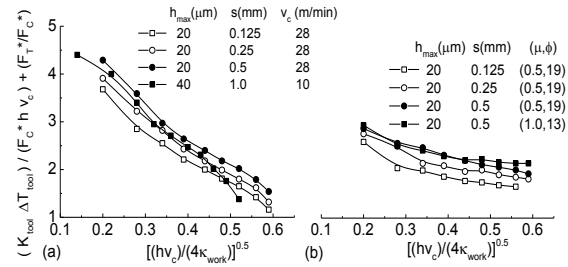 h_max(μm) s(mm) v_c (m/min)
20 0.125 28
20 0.25 28
20 0.5 28
40 1.0 10
h_max(μm) s(mm) (μ,ϕ)
20 0.125 (0.5,19)
20 0.25 (0.5,19)
20 0.5 (0.5,19)
20 0.5 (1.0,13)
(K_tool ΔT_tool) / (F_C* h v_c) + (F_T*/F_C*)
5
4
3
2
1
0.1 0.2 0.3 0.4 0.5 0.6
0.1 0.2 0.3 0.4 0.5 0.6
(a) [(hv_c)/(4κ_work)]^0.5
(b) [(hv_c)/(4κ_work)]^0.5